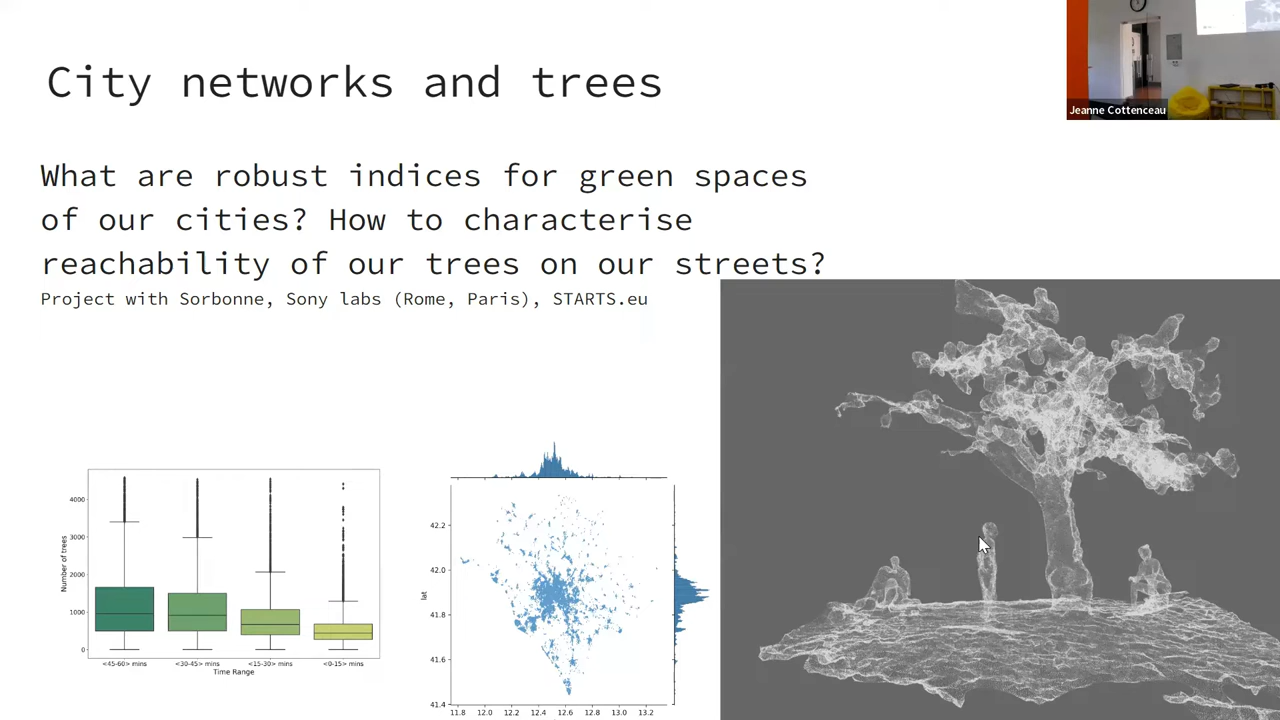 City networks and trees
Jeanne Cottenceau
What are robust indices for green spaces
of our cities? How to characterise
reachability of our trees on our streets?
Project with Sorbonne, Sony labs (Rome, Paris), STARTS.eu
Number of trees
4000
3000
2000
1000
0
<45-60> mins
<30-45> mins
<15-30> mins
<0-15> mins
Time Range
lat
42.2
42.0
41.8
41.6
41.4
11.8 12.0 12.2 12.4 12.6 12.8 13.0 13.2